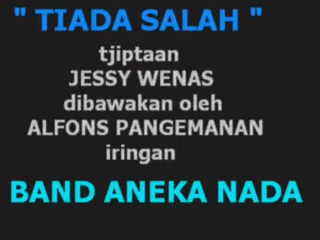 " TIADA SALAH "
tjiptaan
JESSY WENAS
dibawakan oleh
ALFONS PANGEMANAN
iringan
BAND ANEKA NADA